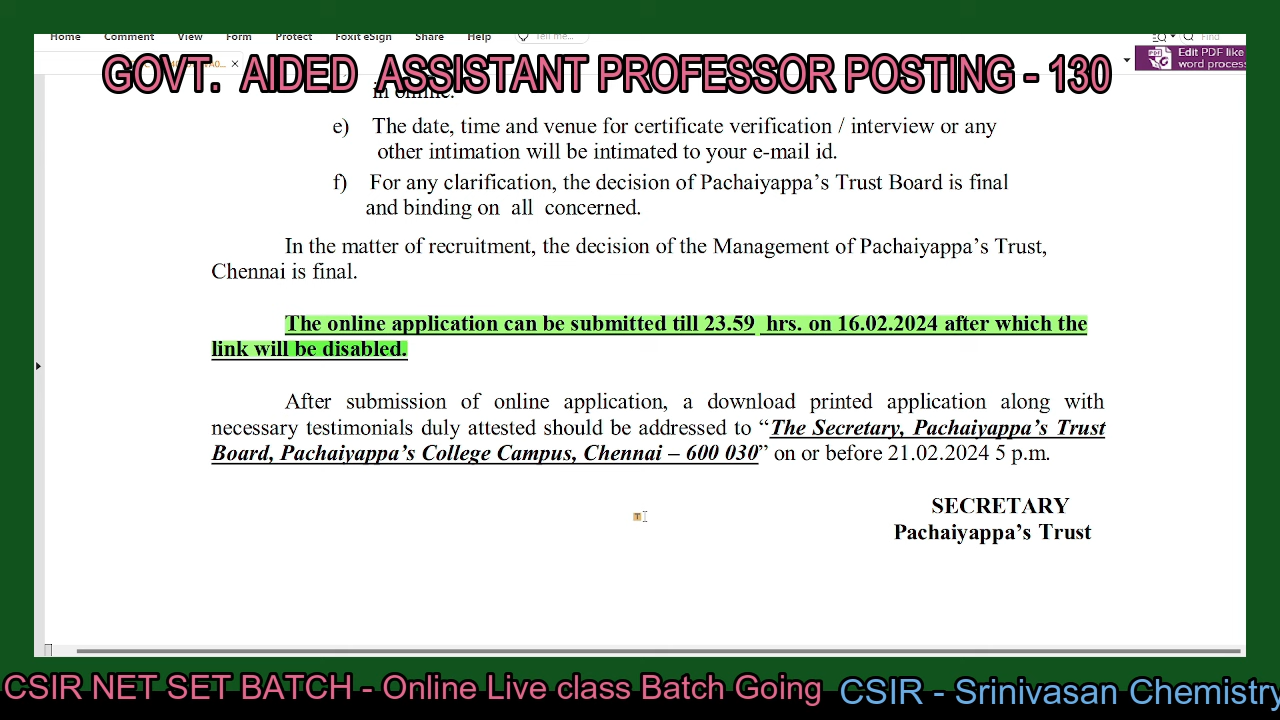 Home Comment View Form Protect Foxit eSign Share Help Tell me... Find
Edit PDF like
word process
GOVT. AIDED ASSISTANT PROFESSOR POSTING - 130
in online.
e) The date, time and venue for certificate verification / interview or any
other intimation will be intimated to your e-mail id.
f) For any clarification, the decision of Pachaiyappa’s Trust Board is final
and binding on all concerned.
In the matter of recruitment, the decision of the Management of Pachaiyappa’s Trust,
Chennai is final.
The online application can be submitted till 23.59 hrs. on 16.02.2024 after which the
link will be disabled.
After submission of online application, a download printed application along with
necessary testimonials duly attested should be addressed to “The Secretary, Pachaiyappa’s Trust
Board, Pachaiyappa’s College Campus, Chennai – 600 030” on or before 21.02.2024 5 p.m.
SECRETARY
Pachaiyappa’s Trust
CSIR NET SET BATCH - Online Live class Batch Going CSIR - Srinivasan Chemistry